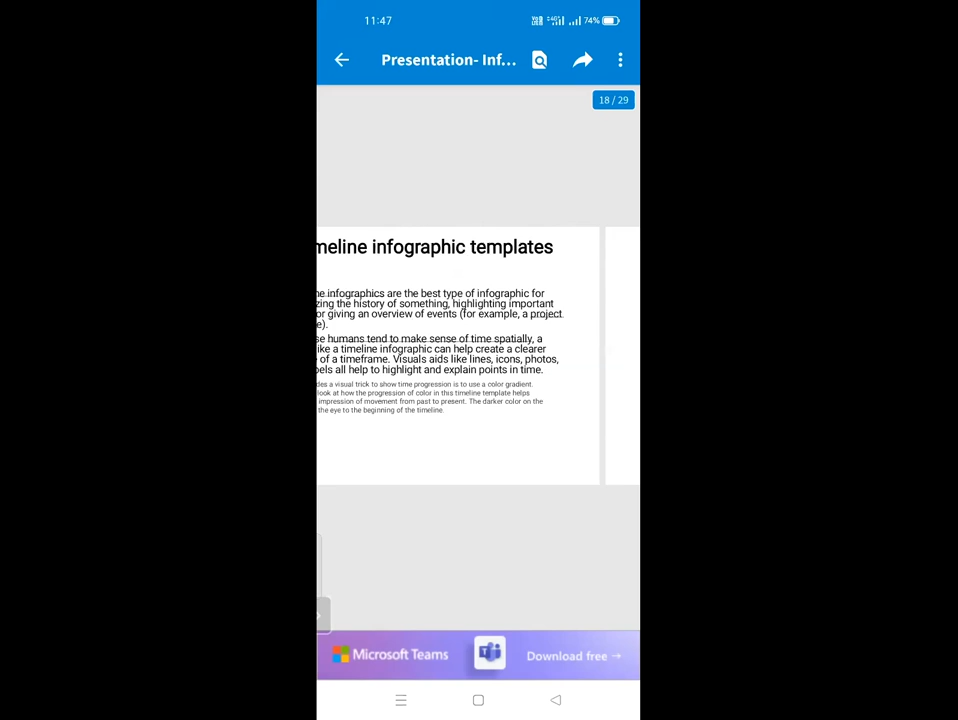 11:47
74%
Presentation- Inf...
18 / 29
meline infographic templates
ne infographics are the best type of infographic for
zing the history of something, highlighting important
or giving an overview of events (for example, a project
e).
se humans tend to make sense of time spatially, a
like a timeline infographic can help create a clearer
of a timeframe. Visuals aids like lines, icons, photos,
bels all help to highlight and explain points in time.
des a visual trick to show time progression is to use a color gradient.
look at how the progression of color in this timeline template helps
impression of movement from past to present. The darker color on the
the eye to the beginning of the timeline.
Microsoft Teams
Download free →